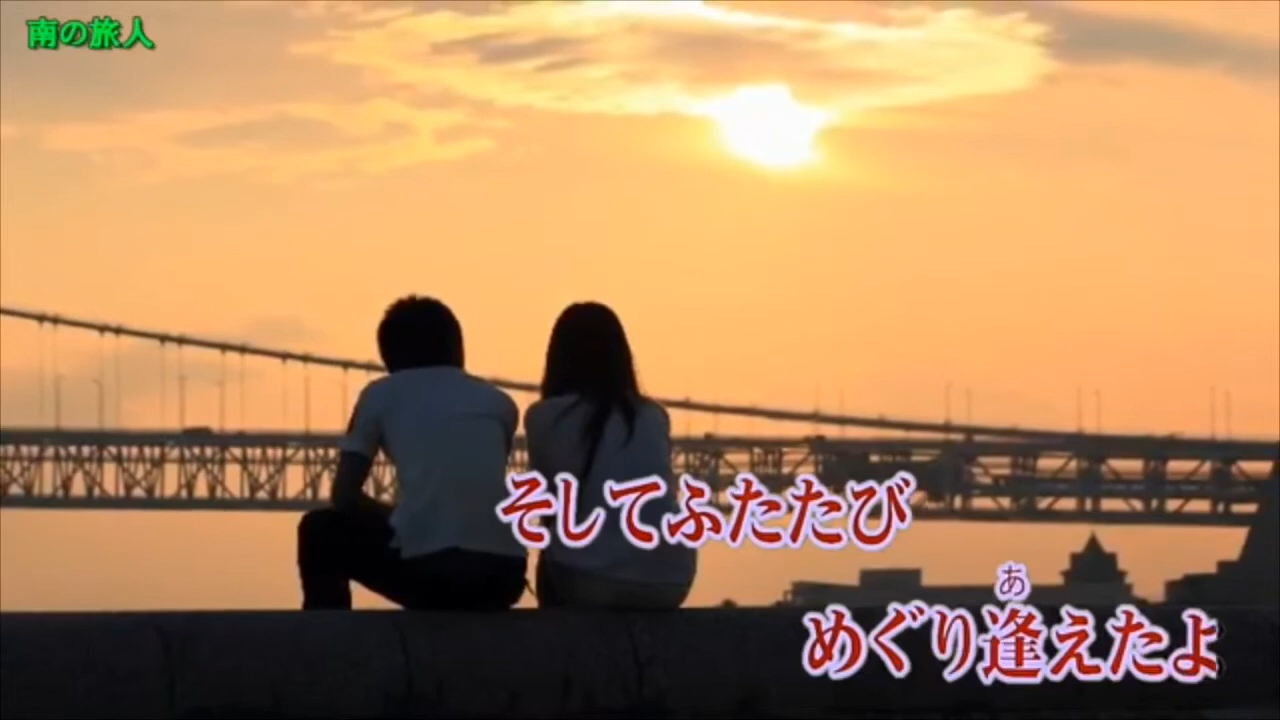 南の旅人
そしてふたたび
あ
めぐり逢えたよ